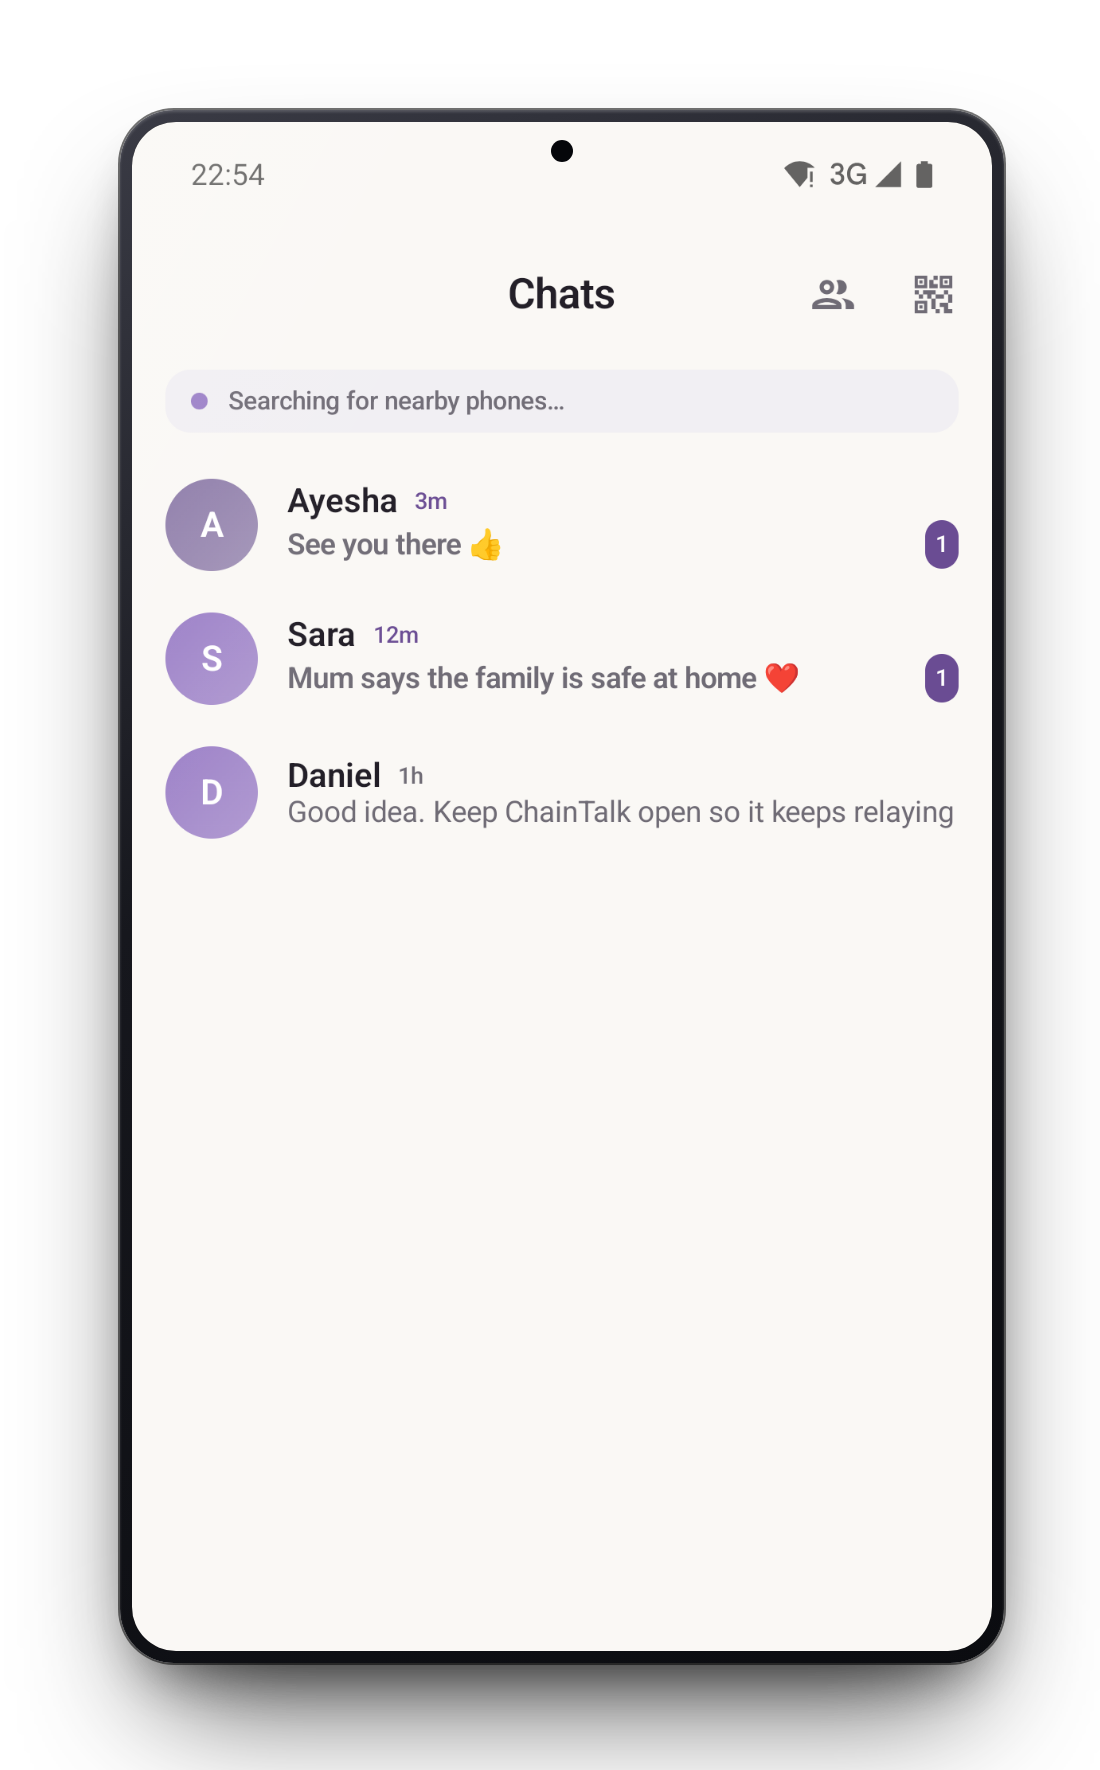 22:54
3G
Chats
Searching for nearby phones...
A
Ayesha 3m
See you there 👍
1
S
Sara 12m
Mum says the family is safe at home ❤️
1
D
Daniel 1h
Good idea. Keep ChainTalk open so it keeps relaying